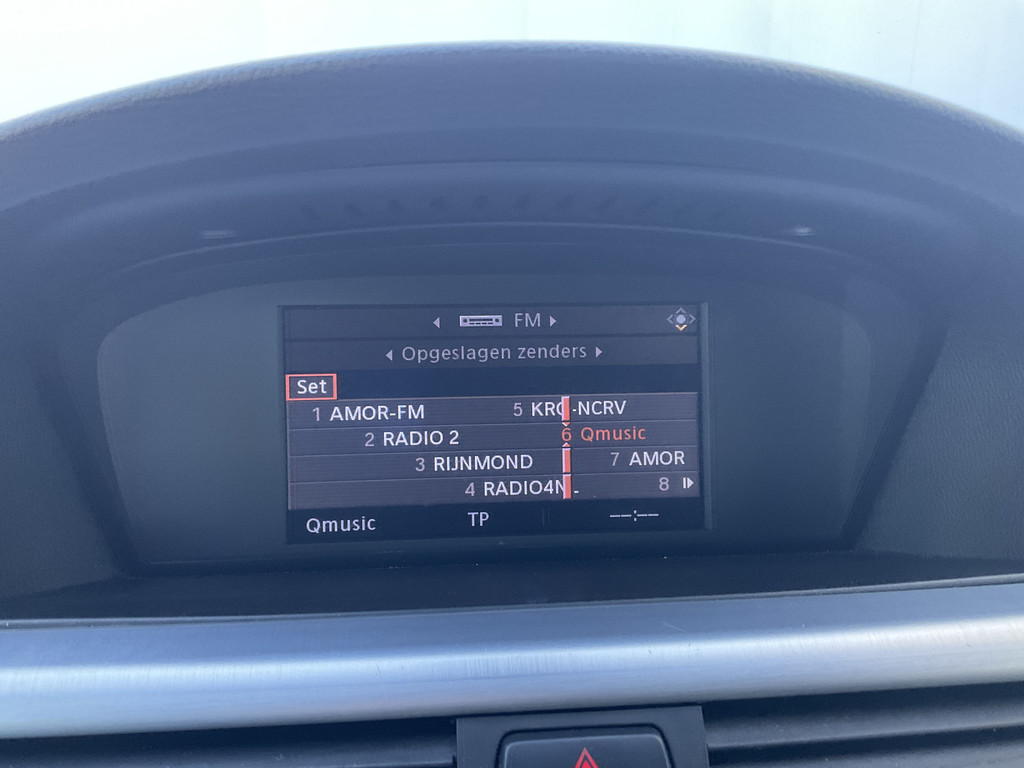 FM
Opgeslagen zenders
Set
1 AMOR-FM 5 KRO-NCRV
2 RADIO 2 6 Qmusic
3 RIJNMOND 7 AMOR
4 RADIO4NL 8
Qmusic TP --:--